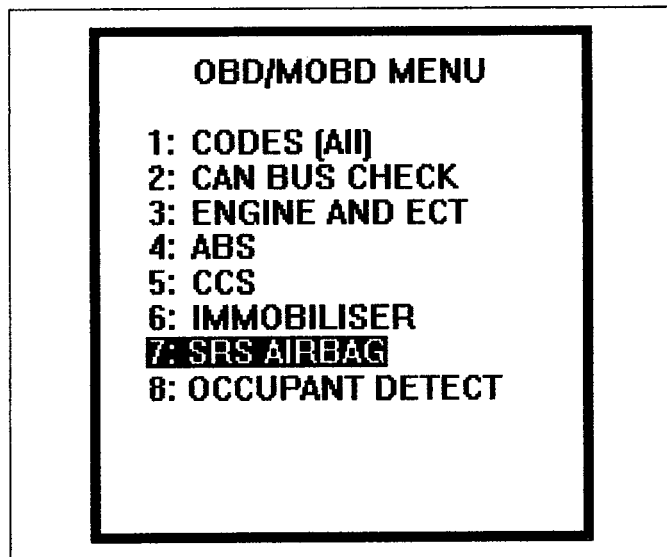 OBD/MOBD MENU
1: CODES (All)
2: CAN BUS CHECK
3: ENGINE AND ECT
4: ABS
5: CCS
6: IMMOBILISER
7: SRS AIRBAG
8: OCCUPANT DETECT